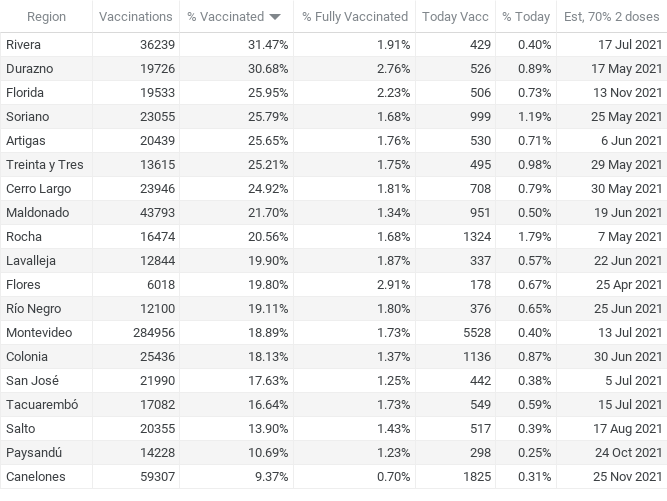 Region Vaccinations % Vaccinated % Fully Vaccinated Today Vacc % Today Est, 70% 2 doses
Rivera 36239 31.47% 1.91% 429 0.40% 17 Jul 2021
Durazno 19726 30.68% 2.76% 526 0.89% 17 May 2021
Florida 19533 25.95% 2.23% 506 0.73% 13 Nov 2021
Soriano 23055 25.79% 1.68% 999 1.19% 25 May 2021
Artigas 20439 25.65% 1.76% 530 0.71% 6 Jun 2021
Treinta y Tres 13615 25.21% 1.75% 495 0.98% 29 May 2021
Cerro Largo 23946 24.92% 1.81% 708 0.79% 30 May 2021
Maldonado 43793 21.70% 1.34% 951 0.50% 19 Jun 2021
Rocha 16474 20.56% 1.68% 1324 1.79% 7 May 2021
Lavalleja 12844 19.90% 1.87% 337 0.57% 22 Jun 2021
Flores 6018 19.80% 2.91% 178 0.67% 25 Apr 2021
Río Negro 12100 19.11% 1.80% 376 0.65% 25 Jun 2021
Montevideo 284956 18.89% 1.73% 5528 0.40% 13 Jul 2021
Colonia 25436 18.13% 1.37% 1136 0.87% 30 Jun 2021
San José 21990 17.63% 1.25% 442 0.38% 5 Jul 2021
Tacuarembó 17082 16.64% 1.73% 549 0.59% 15 Jul 2021
Salto 20355 13.90% 1.43% 517 0.39% 17 Aug 2021
Paysandú 14228 10.69% 1.23% 298 0.25% 24 Oct 2021
Canelones 59307 9.37% 0.70% 1825 0.31% 25 Nov 2021